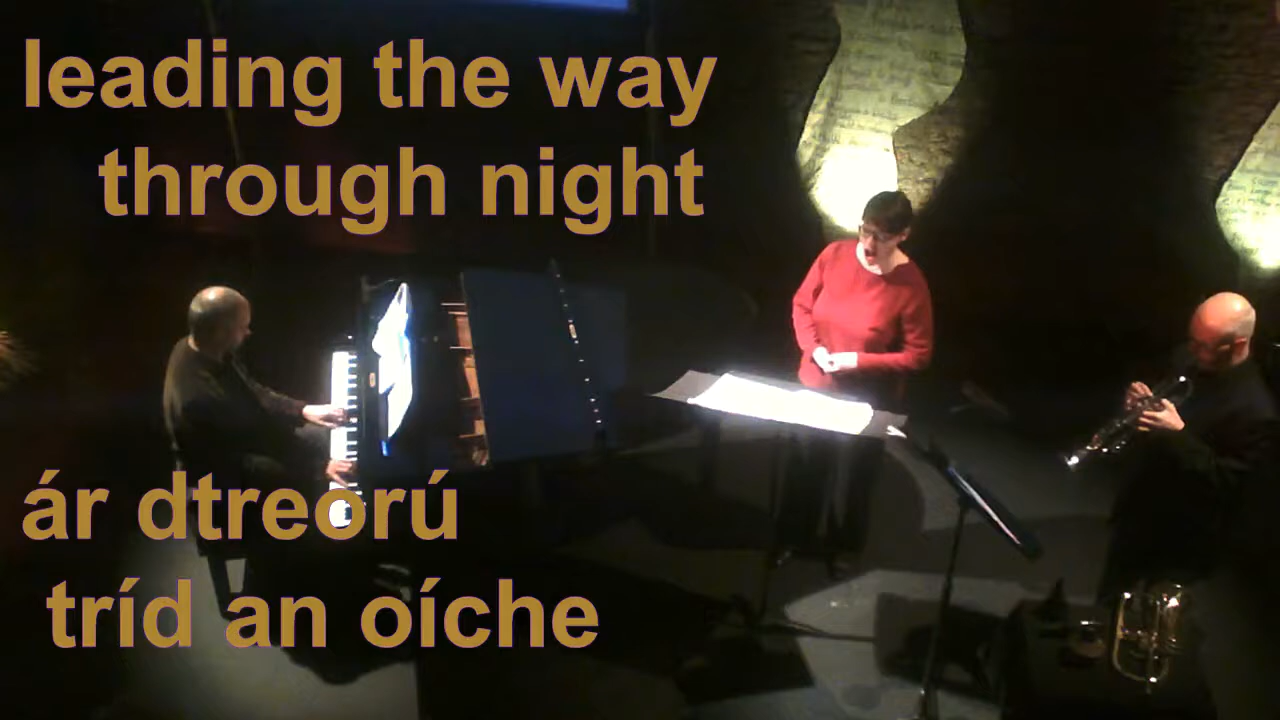 leading the way
through night
ár dtreorú
tríd an oíche